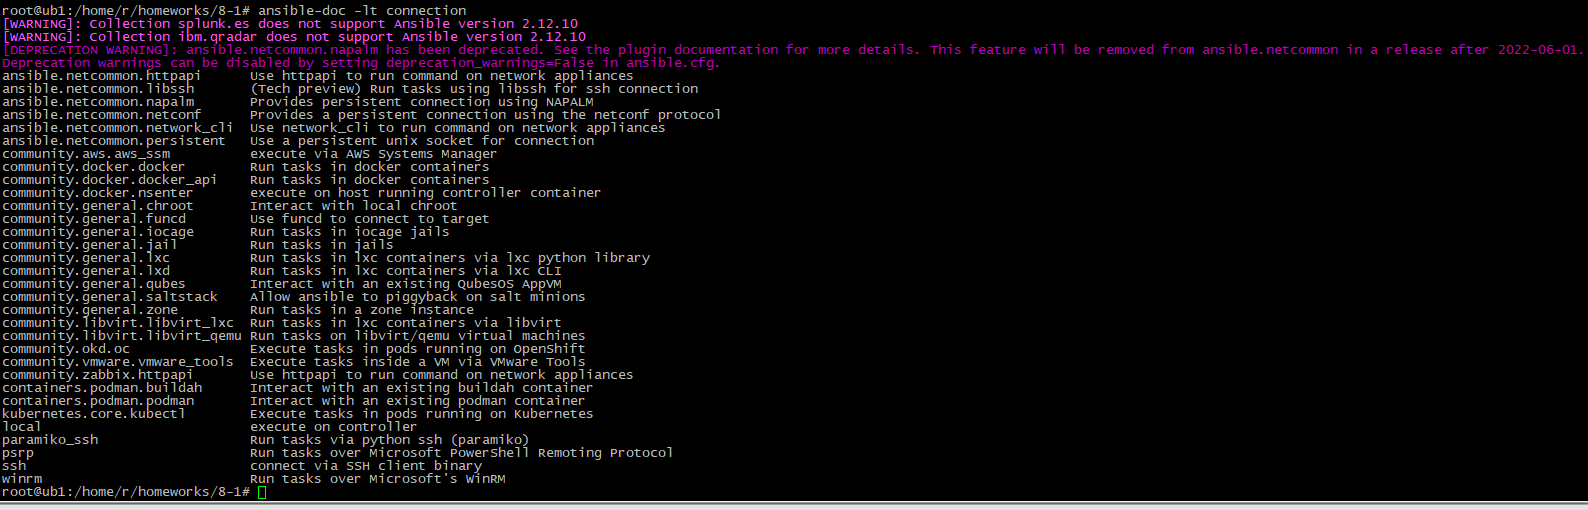 root@ub1:/home/r/homeworks/8-1# ansible-doc -lt connection
[WARNING]: Collection splunk.es does not support Ansible version 2.12.10
[WARNING]: Collection ibm.qradar does not support Ansible version 2.12.10
[DEPRECATION WARNING]: ansible.netcommon.napalm has been deprecated. See the plugin documentation for more details. This feature will be removed from ansible.netcommon in a release after 2022-06-01.
Deprecation warnings can be disabled by setting deprecation_warnings=False in ansible.cfg.
ansible.netcommon.httpapi      Use httpapi to run command on network appliances
ansible.netcommon.libssh       (Tech preview) Run tasks using libssh for ssh connection
ansible.netcommon.napalm       Provides persistent connection using NAPALM
ansible.netcommon.netconf      Provides a persistent connection using the netconf protocol
ansible.netcommon.network_cli  Use network_cli to run command on network appliances
ansible.netcommon.persistent   Use a persistent unix socket for connection
community.aws.aws_ssm          execute via AWS Systems Manager
community.docker.docker        Run tasks in docker containers
community.docker.docker_api    Run tasks in docker containers
community.docker.nsenter       execute on host running controller container
community.general.chroot       Interact with local chroot
community.general.funcd        Use funcd to connect to target
community.general.iocage       Run tasks in iocage jails
community.general.jail         Run tasks in jails
community.general.lxc          Run tasks in lxc containers via lxc python library
community.general.lxd          Run tasks in lxc containers via lxc CLI
community.general.qubes        Interact with an existing QubesOS AppVM
community.general.saltstack    Allow ansible to piggyback on salt minions
community.general.zone         Run tasks in a zone instance
community.libvirt.libvirt_lxc  Run tasks in lxc containers via libvirt
community.libvirt.libvirt_qemu Run tasks on libvirt/qemu virtual machines
community.okd.oc               Execute tasks in pods running on OpenShift
community.vmware.vmware_tools  Execute tasks inside a VM via VMware Tools
community.zabbix.httpapi       Use httpapi to run command on network appliances
containers.podman.buildah      Interact with an existing buildah container
containers.podman.podman       Interact with an existing podman container
kubernetes.core.kubectl        Execute tasks in pods running on Kubernetes
local                          execute on controller
paramiko_ssh                   Run tasks via python ssh (paramiko)
psrp                           Run tasks over Microsoft PowerShell Remoting Protocol
ssh                            connect via SSH client binary
winrm                          Run tasks over Microsoft's WinRM
root@ub1:/home/r/homeworks/8-1#